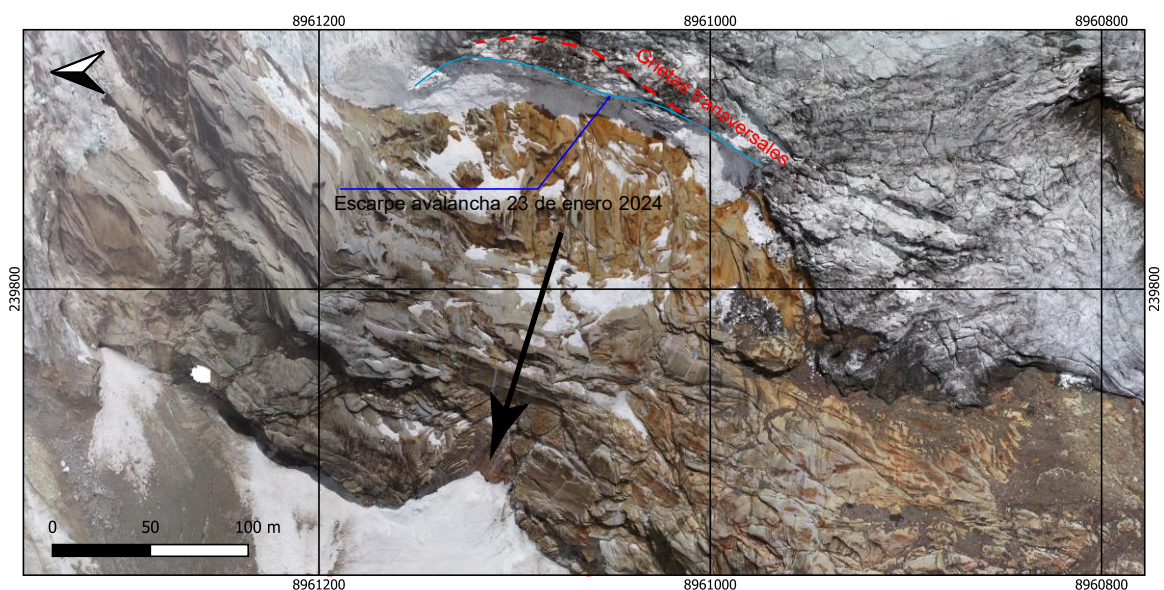 8961200 8961000 8960800
Grietas transversales
Escarpe avalancha 23 de enero 2024
239800 239800
0 50 100 m
8961200 8961000 8960800